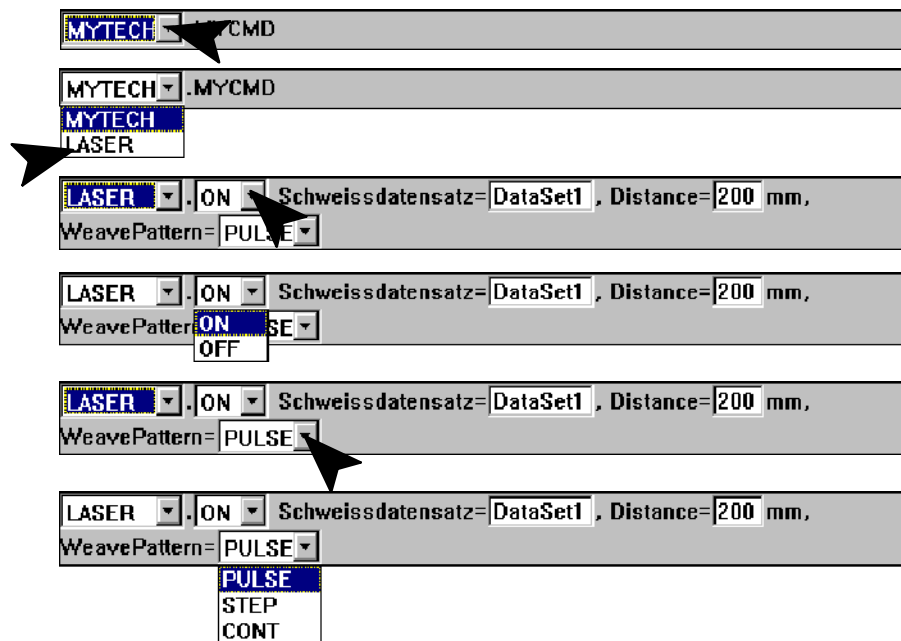 MYTECH .MYCMD
MYTECH .MYCMD
MYTECH
LASER
LASER . ON Schweissdatensatz= DataSet1 , Distance= 200 mm,
WeavePattern= PULSE
LASER . ON Schweissdatensatz= DataSet1 , Distance= 200 mm,
WeavePattern SE
ON
OFF
LASER . ON Schweissdatensatz= DataSet1 , Distance= 200 mm,
WeavePattern= PULSE
LASER . ON Schweissdatensatz= DataSet1 , Distance= 200 mm,
WeavePattern= PULSE
PULSE
STEP
CONT